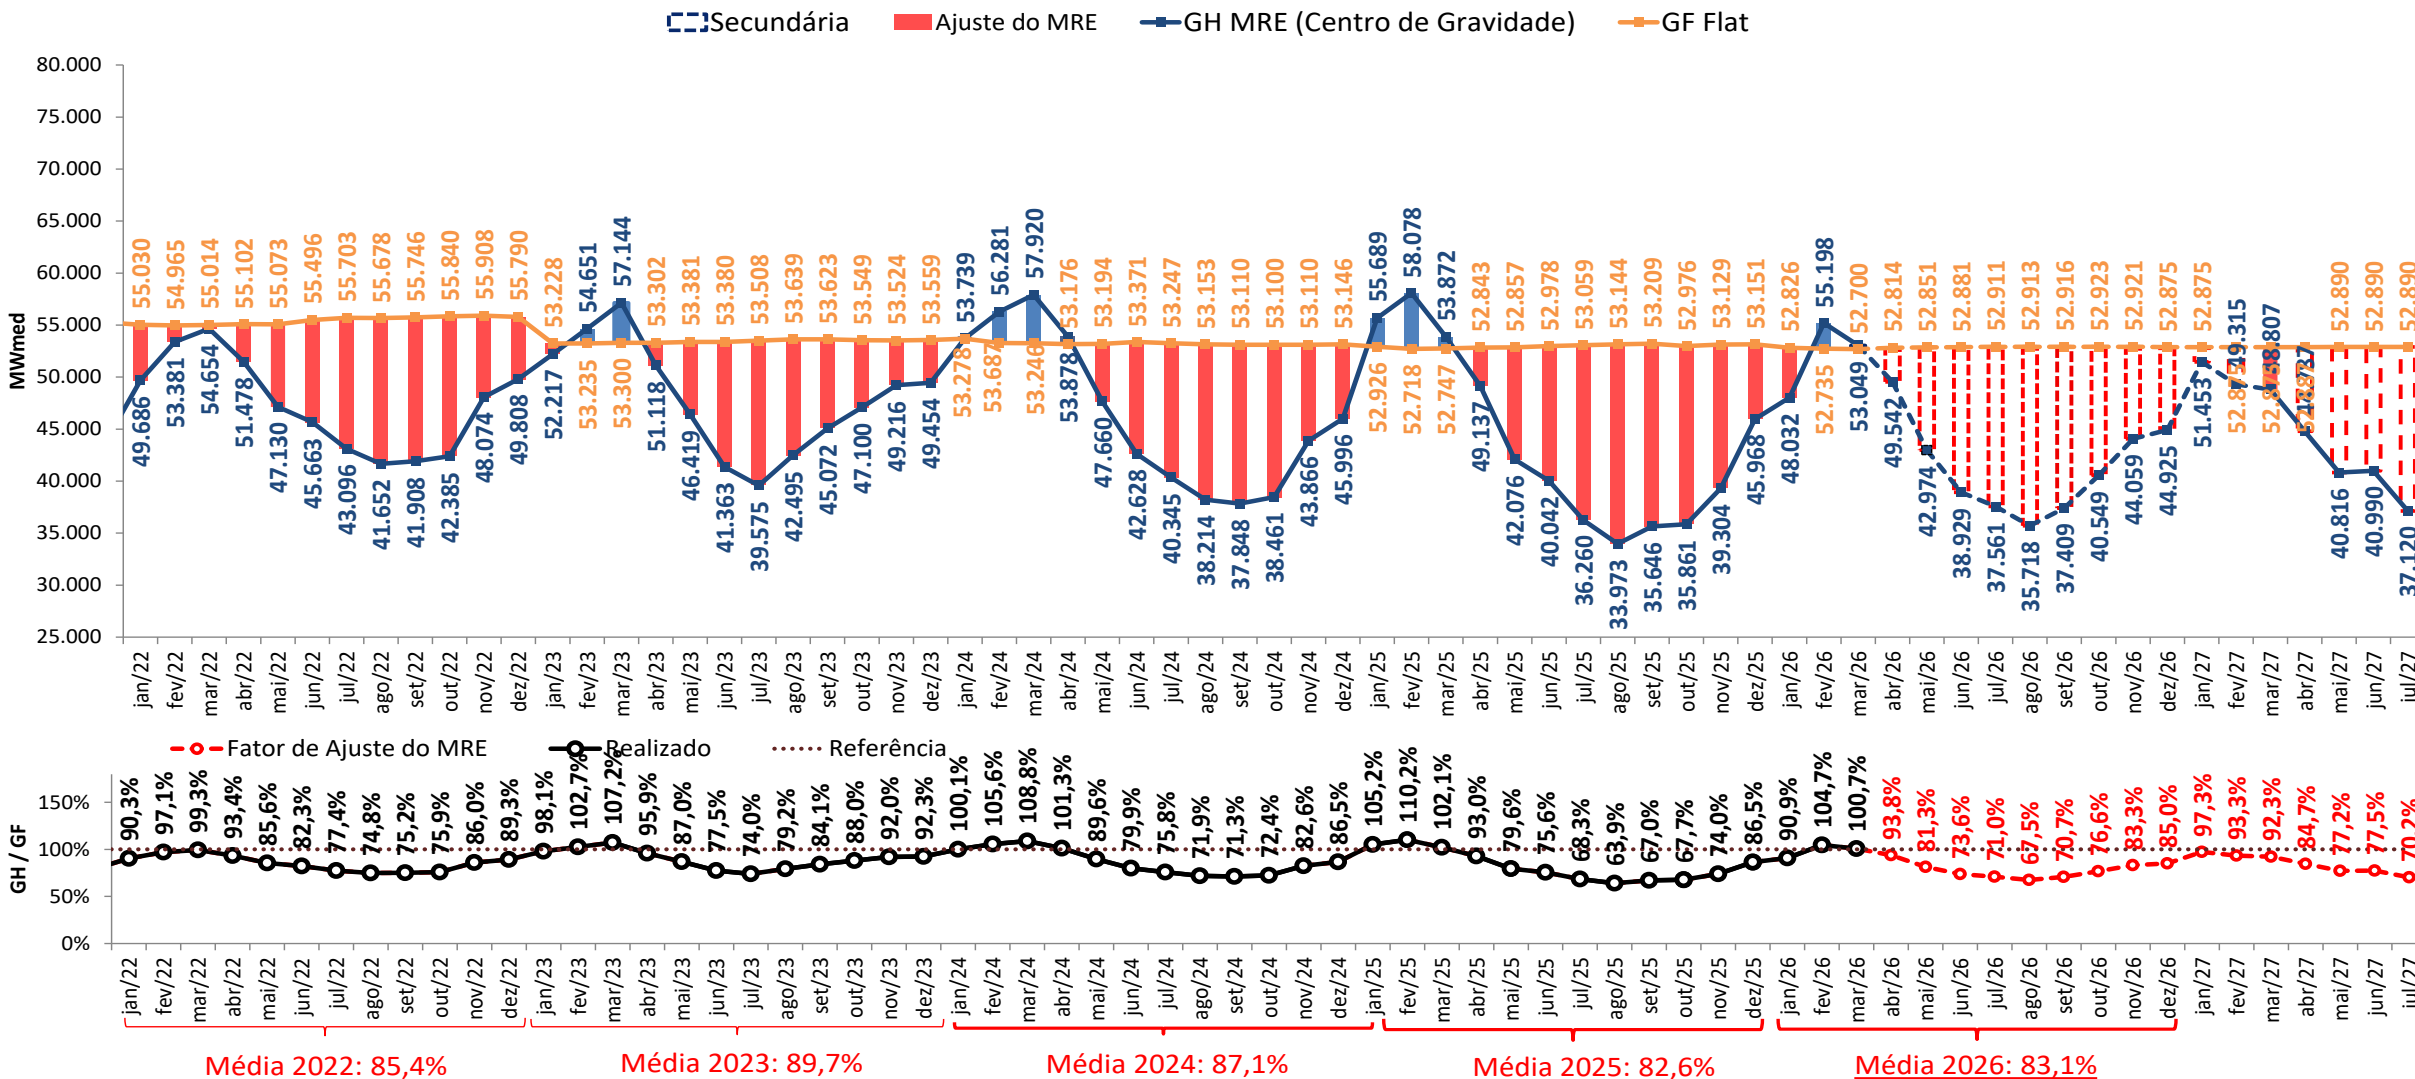 Secundária Ajuste do MRE GH MRE (Centro de Gravidade) GF Flat
MWmed
80.000
75.000
70.000
65.000
60.000
55.000
50.000
45.000
40.000
35.000
30.000
25.000
55.030 54.965 55.014 55.102 55.073 55.496 55.703 55.678 55.746 55.840 55.908 55.790 53.228 54.651 57.144 53.302 53.381 53.380 53.508 53.639 53.623 53.549 53.524 53.559 53.739 56.281 57.920 53.176 53.194 53.371 53.247 53.153 53.110 53.100 53.110 53.146 55.689 58.078 53.872 52.843 52.857 52.978 53.059 53.144 53.209 52.976 53.129 53.151 52.826 55.198 52.700 52.814 52.851 52.881 52.911 52.913 52.916 52.923 52.921 52.875 52.875 49.315 48.807 52.890 52.890 52.890
49.686 53.381 54.654 51.478 47.130 45.663 43.096 41.652 41.908 42.385 48.074 49.808 52.217 53.235 53.300 51.118 46.419 41.363 39.575 42.495 45.072 47.100 49.216 49.454 53.278 53.687 53.246 53.878 47.660 42.628 40.345 38.214 37.848 38.461 43.866 45.996 52.926 52.718 52.747 49.137 42.076 40.042 36.260 33.973 35.646 35.861 39.304 45.968 48.032 52.735 53.049 49.542 42.974 38.929 37.561 35.718 37.409 40.549 44.059 44.925 51.453 40.816 40.990 37.120
jan/22 fev/22 mar/22 abr/22 mai/22 jun/22 jul/22 ago/22 set/22 out/22 nov/22 dez/22 jan/23 fev/23 mar/23 abr/23 mai/23 jun/23 jul/23 ago/23 set/23 out/23 nov/23 dez/23 jan/24 fev/24 mar/24 abr/24 mai/24 jun/24 jul/24 ago/24 set/24 out/24 nov/24 dez/24 jan/25 fev/25 mar/25 abr/25 mai/25 jun/25 jul/25 ago/25 set/25 out/25 nov/25 dez/25 jan/26 fev/26 mar/26 abr/26 mai/26 jun/26 jul/26 ago/26 set/26 out/26 nov/26 dez/26 jan/27 fev/27 mar/27 abr/27 mai/27 jun/27 jul/27
Fator de Ajuste do MRE Realizado Referência
GH / GF
150%
100%
50%
0%
90,3% 97,1% 99,3% 93,4% 85,6% 82,3% 77,4% 74,8% 75,2% 75,9% 86,0% 89,3% 98,1% 102,7% 107,2% 95,9% 87,0% 77,5% 74,0% 79,2% 84,1% 88,0% 92,0% 92,3% 100,1% 105,6% 108,8% 101,3% 89,6% 79,9% 75,8% 71,9% 71,3% 72,4% 82,6% 86,5% 105,2% 110,2% 102,1% 93,0% 79,6% 75,6% 68,3% 63,9% 67,0% 67,7% 74,0% 86,5% 90,9% 104,7% 100,7% 93,8% 81,3% 73,6% 71,0% 67,5% 70,7% 76,6% 83,3% 85,0% 97,3% 93,3% 92,3% 84,7% 77,2% 77,5% 70,2%
jan/22 fev/22 mar/22 abr/22 mai/22 jun/22 jul/22 ago/22 set/22 out/22 nov/22 dez/22 jan/23 fev/23 mar/23 abr/23 mai/23 jun/23 jul/23 ago/23 set/23 out/23 nov/23 dez/23 jan/24 fev/24 mar/24 abr/24 mai/24 jun/24 jul/24 ago/24 set/24 out/24 nov/24 dez/24 jan/25 fev/25 mar/25 abr/25 mai/25 jun/25 jul/25 ago/25 set/25 out/25 nov/25 dez/25 jan/26 fev/26 mar/26 abr/26 mai/26 jun/26 jul/26 ago/26 set/26 out/26 nov/26 dez/26 jan/27 fev/27 mar/27 abr/27 mai/27 jun/27 jul/27
Média 2022: 85,4% Média 2023: 89,7% Média 2024: 87,1% Média 2025: 82,6% Média 2026: 83,1%